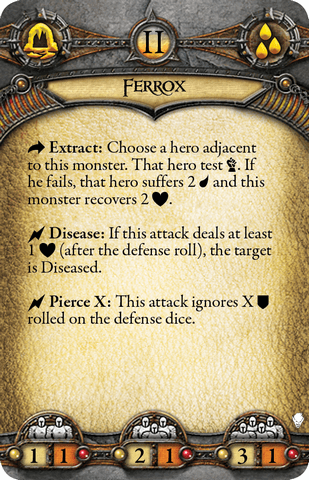 II
FERROX
Extract: Choose a hero adjacent
to this monster. That hero test . If
he fails, that hero suffers 2 and this
monster recovers 2 .
Disease: If this attack deals at least
1 (after the defense roll), the target
is Diseased.
Pierce X: This attack ignores X
rolled on the defense dice.
1 1 2 1 3 1